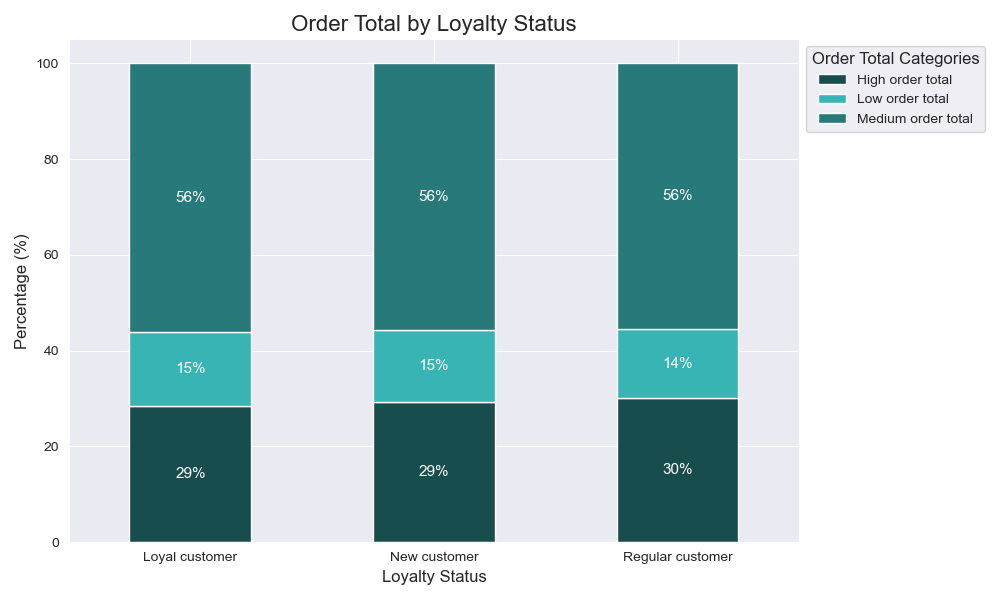 Order Total by Loyalty Status
Order Total Categories
High order total
Low order total
Medium order total
Percentage (%)
100
80
60
40
20
0
56%
56%
56%
15%
15%
14%
29%
29%
30%
Loyal customer
New customer
Regular customer
Loyalty Status